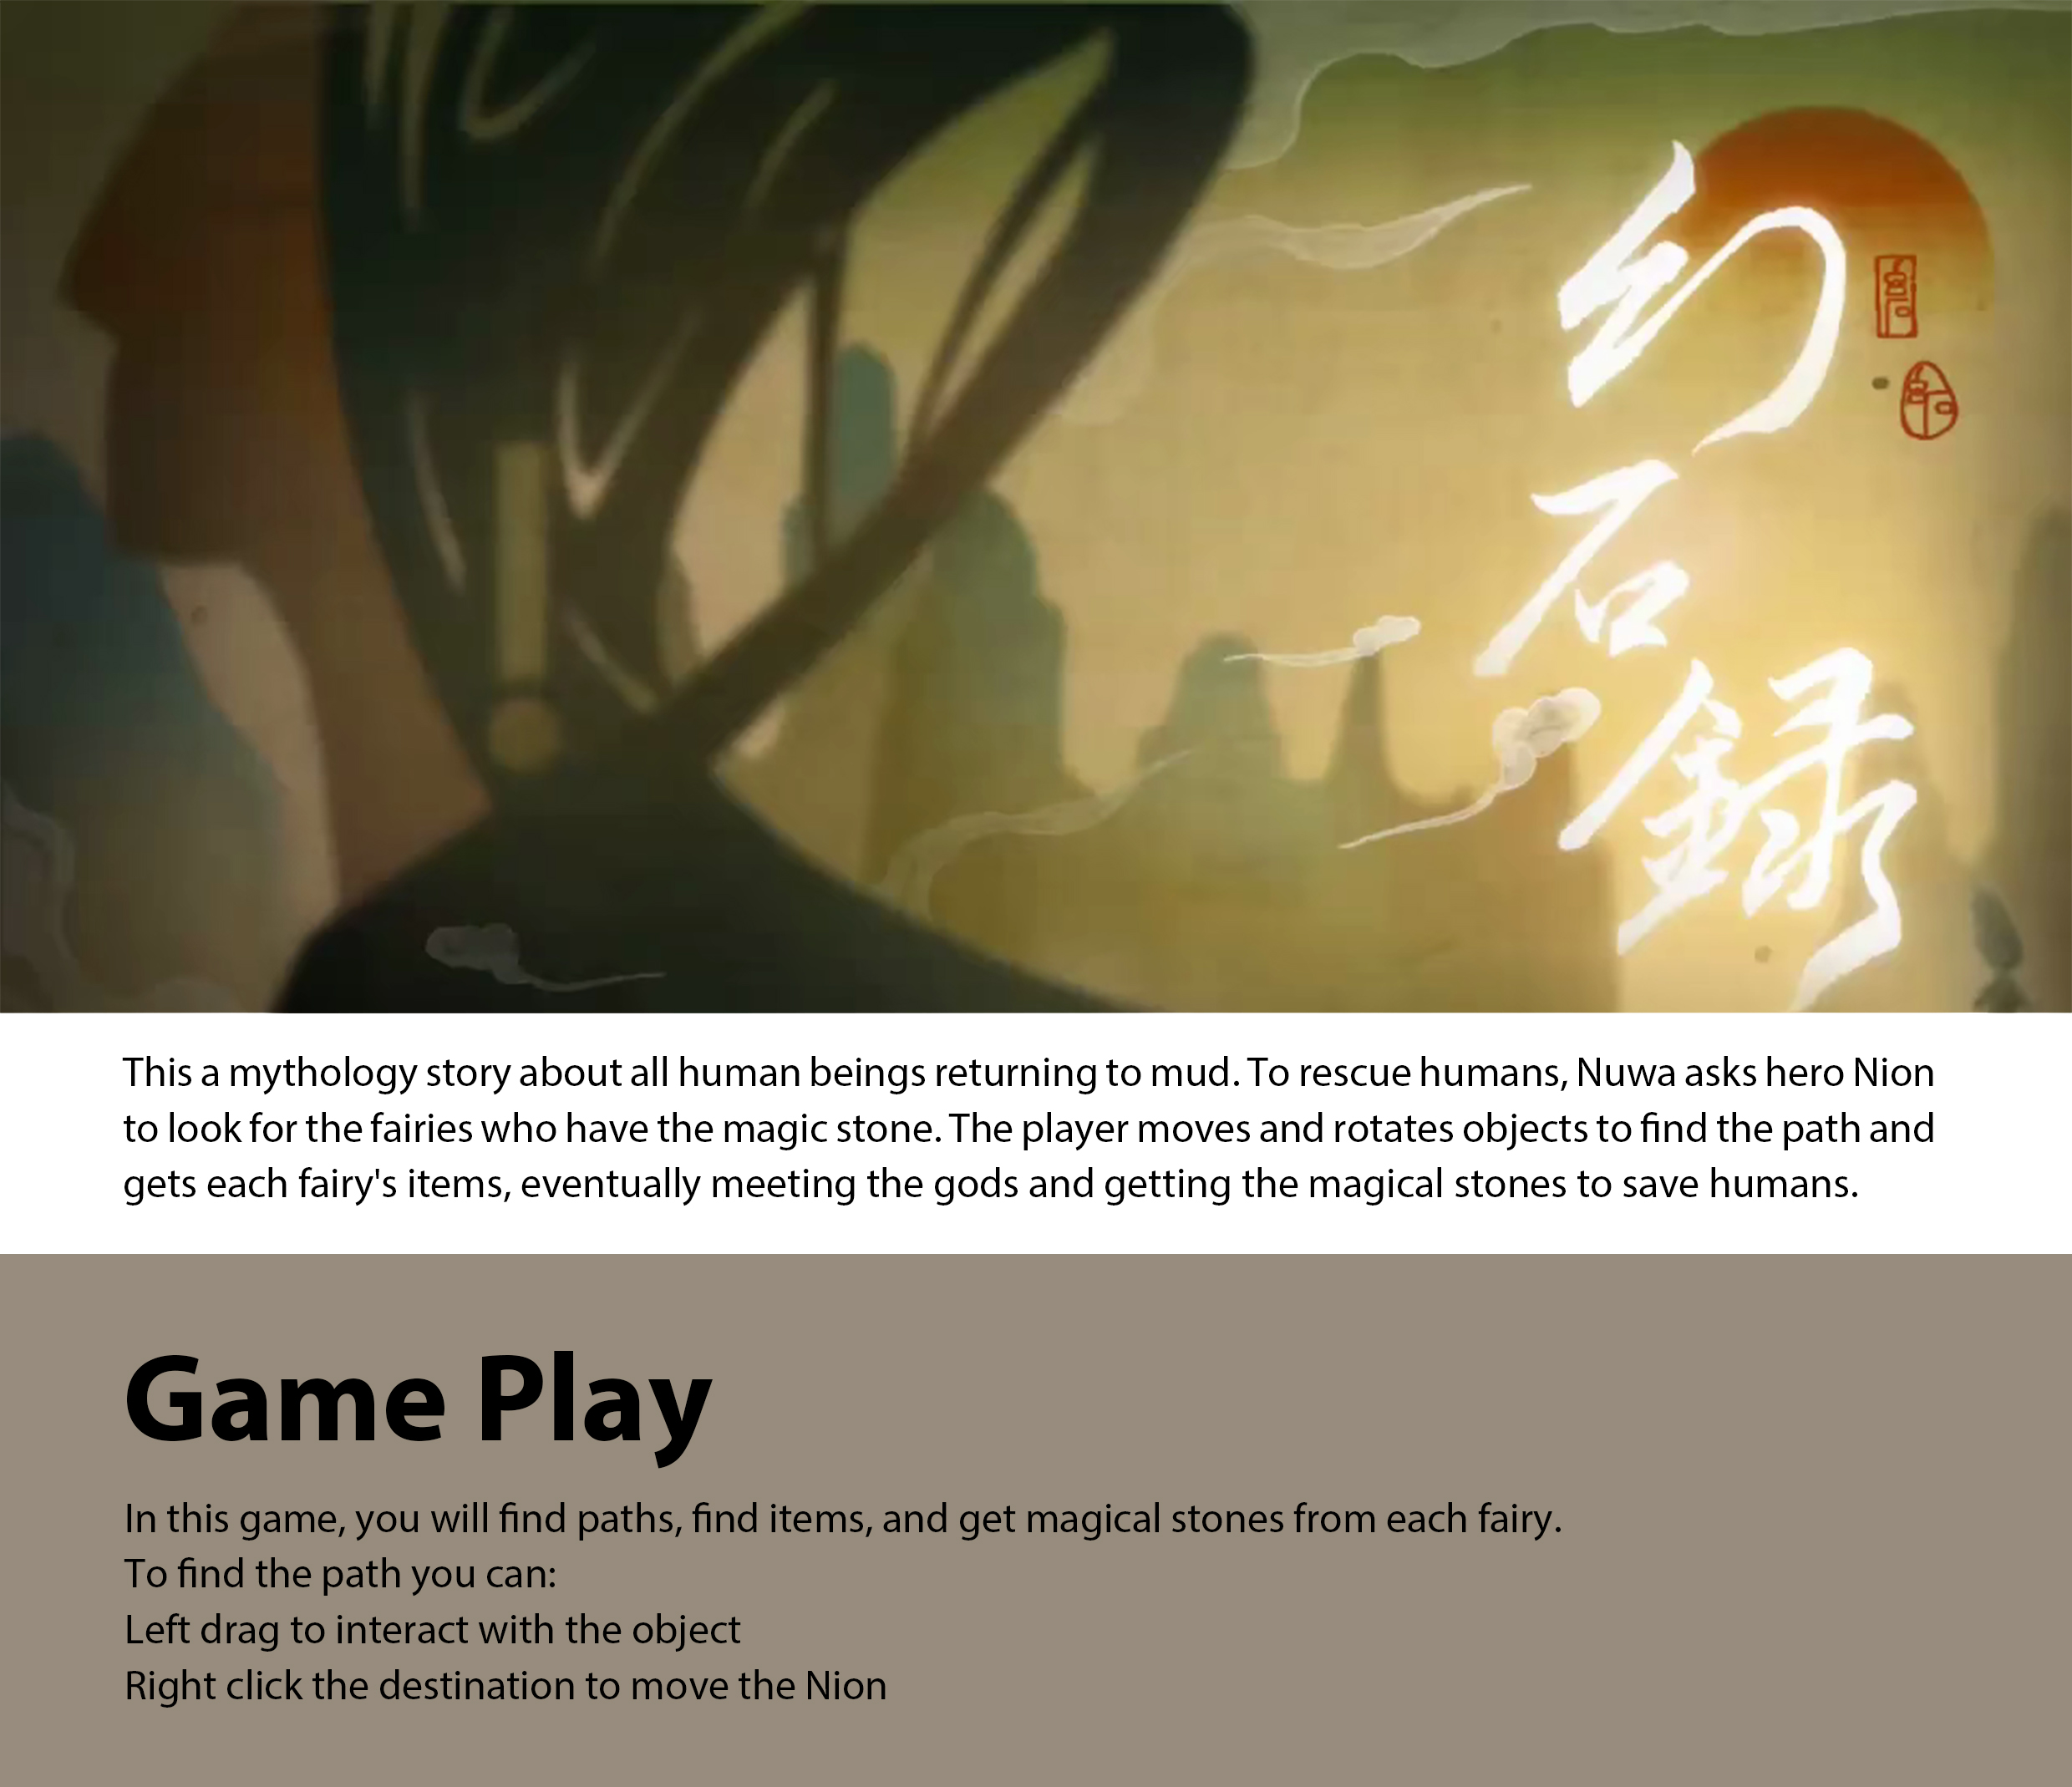 幻石録
This a mythology story about all human beings returning to mud. To rescue humans, Nuwa asks hero Nion
to look for the fairies who have the magic stone. The player moves and rotates objects to find the path and
gets each fairy's items, eventually meeting the gods and getting the magical stones to save humans.
Game Play
In this game, you will find paths, find items, and get magical stones from each fairy.
To find the path you can:
Left drag to interact with the object
Right click the destination to move the Nion